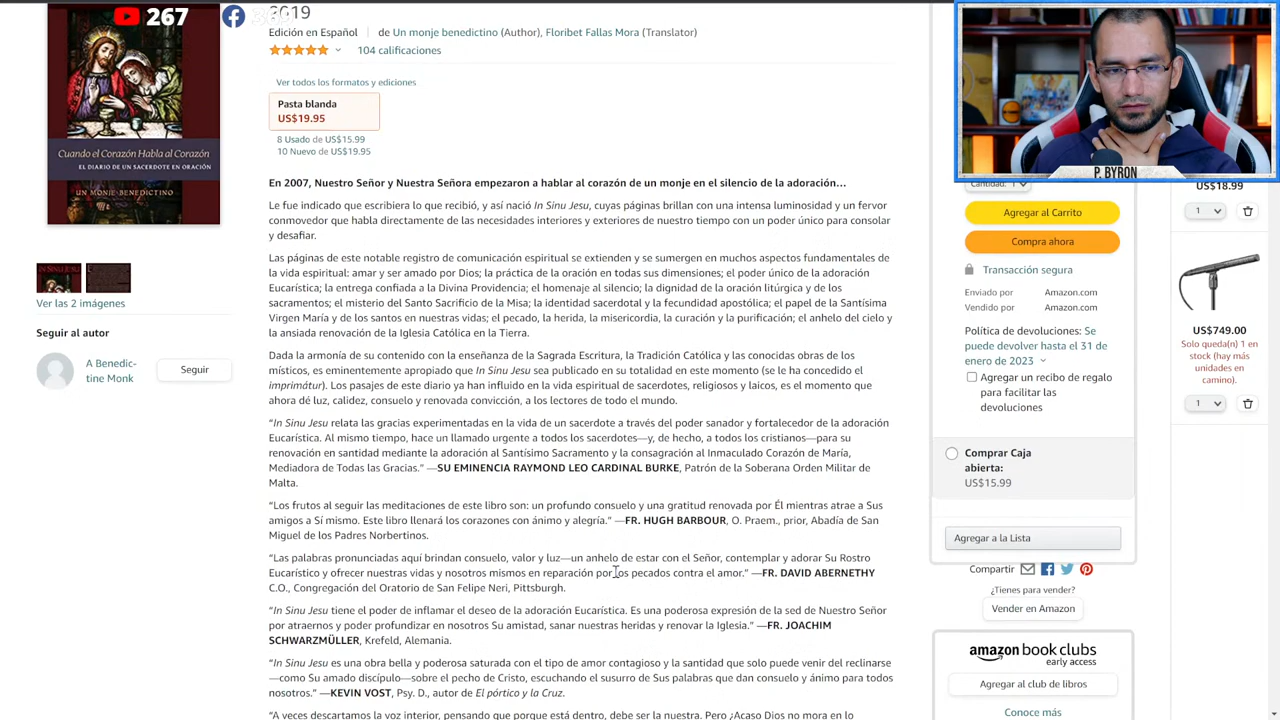 267
2019
Edición en Español | de Un monje benedictino (Author), Floribet Fallas Mora (Translator)
104 calificaciones
Ver todos los formatos y ediciones
Pasta blanda
US$19.95
8 Usado de US$15.99
10 Nuevo de US$19.95
Cuando el Corazón Habla al Corazón
EL DIARIO DE UN SACERDOTE EN ORACIÓN
UN MONJE BENEDICTINO
Ver las 2 imágenes
Seguir al autor
A Benedic-
tine Monk
Seguir
En 2007, Nuestro Señor y Nuestra Señora empezaron a hablar al corazón de un monje en el silencio de la adoración…
Le fue indicado que escribiera lo que recibió, y así nació In Sinu Jesu, cuyas páginas brillan con una intensa luminosidad y un fervor
conmovedor que habla directamente de las necesidades interiores y exteriores de nuestro tiempo con un poder único para consolar
y desafiar.
Las páginas de este notable registro de comunicación espiritual se extienden y se sumergen en muchos aspectos fundamentales de
la vida espiritual: amar y ser amado por Dios; la práctica de la oración en todas sus dimensiones; el poder único de la adoración
Eucarística; la entrega confiada a la Divina Providencia; el homenaje al silencio; la dignidad de la oración litúrgica y de los
sacramentos; el misterio del Santo Sacrificio de la Misa; la identidad sacerdotal y la fecundidad apostólica; el papel de la Santísima
Virgen María y de los santos en nuestras vidas; el pecado, la herida, la misericordia, la curación y la purificación; el anhelo del cielo y
la ansiada renovación de la Iglesia Católica en la Tierra.
Dada la armonía de su contenido con la enseñanza de la Sagrada Escritura, la Tradición Católica y las conocidas obras de los
místicos, es eminentemente apropiado que In Sinu Jesu sea publicado en su totalidad en este momento (se le ha concedido el
imprimátur). Los pasajes de este diario ya han influido en la vida espiritual de sacerdotes, religiosos y laicos, es el momento que
ahora dé luz, calidez, consuelo y renovada convicción, a los lectores de todo el mundo.
“In Sinu Jesu relata las gracias experimentadas en la vida de un sacerdote a través del poder sanador y fortalecedor de la adoración
Eucarística. Al mismo tiempo, hace un llamado urgente a todos los sacerdotes—y, de hecho, a todos los cristianos—para su
renovación en santidad mediante la adoración al Santísimo Sacramento y la consagración al Inmaculado Corazón de María,
Mediadora de Todas las Gracias.” —SU EMINENCIA RAYMOND LEO CARDINAL BURKE, Patrón de la Soberana Orden Militar de
Malta.
“Los frutos al seguir las meditaciones de este libro son: un profundo consuelo y una gratitud renovada por Él mientras atrae a Sus
amigos a Sí mismo. Este libro llenará los corazones con ánimo y alegría.” —FR. HUGH BARBOUR, O. Praem., prior, Abadía de San
Miguel de los Padres Norbertinos.
“Las palabras pronunciadas aquí brindan consuelo, valor y luz—un anhelo de estar con el Señor, contemplar y adorar Su Rostro
Eucarístico y ofrecer nuestras vidas y nosotros mismos en reparación por los pecados contra el amor.” —FR. DAVID ABERNETHY
C.O., Congregación del Oratorio de San Felipe Neri, Pittsburgh.
“In Sinu Jesu tiene el poder de inflamar el deseo de la adoración Eucarística. Es una poderosa expresión de la sed de Nuestro Señor
por atraernos y poder profundizar en nosotros Su amistad, sanar nuestras heridas y renovar la Iglesia.” —FR. JOACHIM
SCHWARZMÜLLER, Krefeld, Alemania.
“In Sinu Jesu es una obra bella y poderosa saturada con el tipo de amor contagioso y la santidad que solo puede venir del reclinarse
—como Su amado discípulo—sobre el pecho de Cristo, escuchando el susurro de Sus palabras que dan consuelo y ánimo para todos
nosotros.” —KEVIN VOST, Psy. D., autor de El pórtico y la Cruz.
“A veces descartamos la voz interior, pensando que porque está dentro, debe ser la nuestra. Pero ¿Acaso Dios no mora en lo
P. BYRON
Cantidad: 1
Agregar al Carrito
Compra ahora
Transacción segura
Enviado por Amazon.com
Vendido por Amazon.com
Política de devoluciones: Se
puede devolver hasta el 31 de
enero de 2023
Agregar un recibo de regalo
para facilitar las
devoluciones
Comprar Caja
abierta:
US$15.99
Agregar a la Lista
Compartir
¿Tienes para vender?
Vender en Amazon
amazon book clubs
early access
Agregar al club de libros
Conoce más
US$18.99
1
US$749.00
Solo queda(n) 1 en
stock (hay más
unidades en
camino).
1